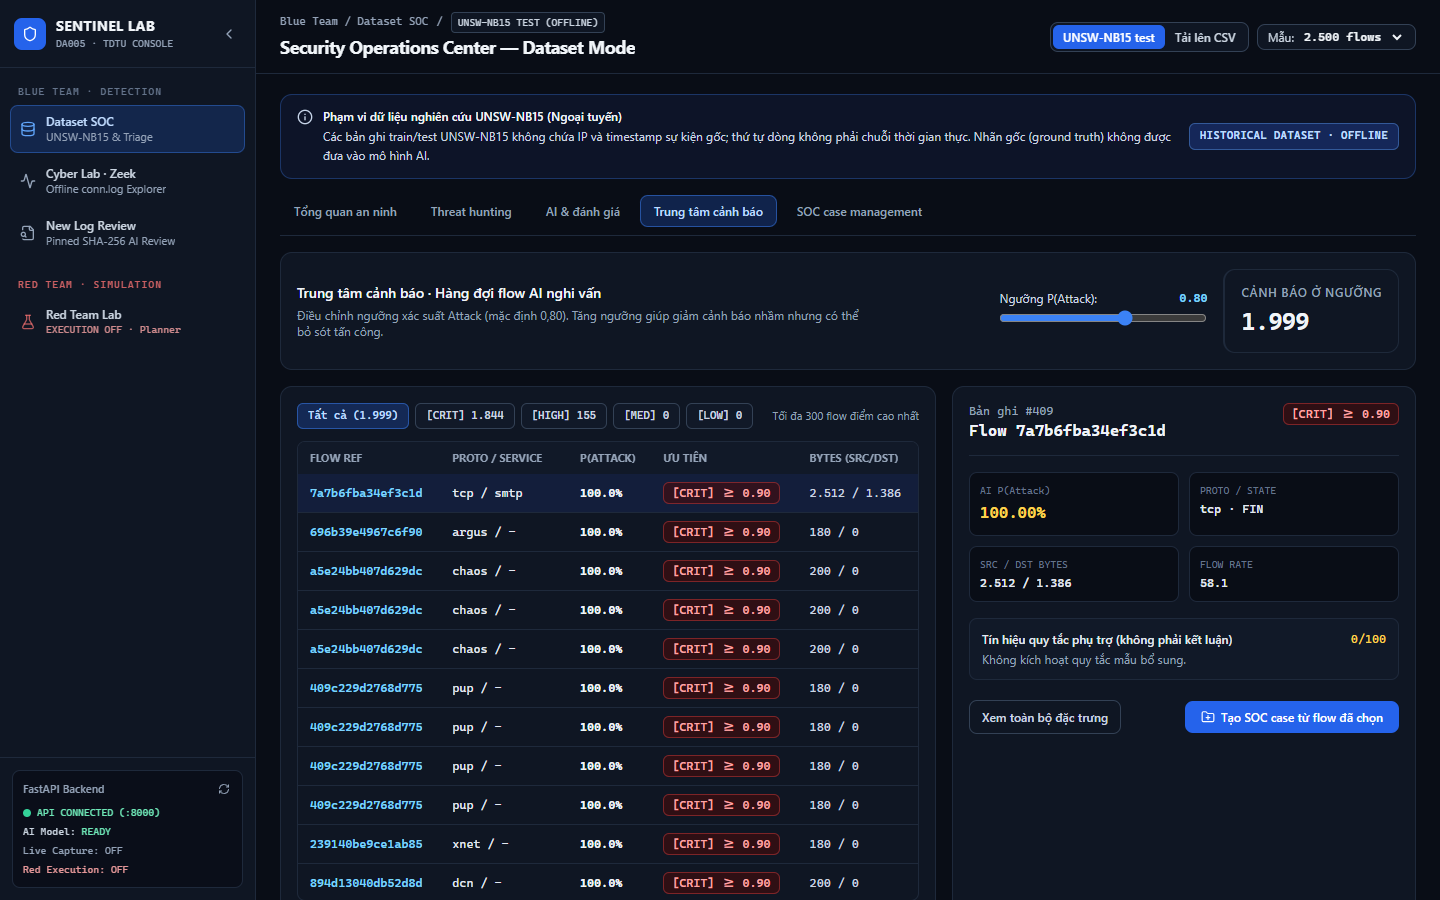 SENTINEL LAB
DA005 · TDTU CONSOLE
BLUE TEAM · DETECTION
Dataset SOC
UNSW-NB15 & Triage
Cyber Lab · Zeek
Offline conn.log Explorer
New Log Review
Pinned SHA-256 AI Review
RED TEAM · SIMULATION
Red Team Lab
EXECUTION OFF · Planner
FastAPI Backend
API CONNECTED (:8000)
AI Model: READY
Live Capture: OFF
Red Execution: OFF
Blue Team / Dataset SOC / UNSW-NB15 TEST (OFFLINE)
Security Operations Center — Dataset Mode
UNSW-NB15 test
Tải lên CSV
Mẫu: 2.500 flows
Phạm vi dữ liệu nghiên cứu UNSW-NB15 (Ngoại tuyến)
Các bản ghi train/test UNSW-NB15 không chứa IP và timestamp sự kiện gốc; thứ tự dòng không phải chuỗi thời gian thực. Nhãn gốc (ground truth) không được
đưa vào mô hình AI.
HISTORICAL DATASET · OFFLINE
Tổng quan an ninh
Threat hunting
AI & đánh giá
Trung tâm cảnh báo
SOC case management
Trung tâm cảnh báo · Hàng đợi flow AI nghi vấn
Điều chỉnh ngưỡng xác suất Attack (mặc định 0,80). Tăng ngưỡng giúp giảm cảnh báo nhầm nhưng có thể
bỏ sót tấn công.
Ngưỡng P(Attack): 0.80
CẢNH BÁO Ở NGƯỠNG
1.999
Tất cả (1.999)
[CRIT] 1.844
[HIGH] 155
[MED] 0
[LOW] 0
Tối đa 300 flow điểm cao nhất
FLOW REF PROTO / SERVICE P(ATTACK) ƯU TIÊN BYTES (SRC/DST)
7a7b6fba34ef3c1d tcp / smtp 100.0% [CRIT] ≥ 0.90 2.512 / 1.386
696b39e4967c6f90 argus / − 100.0% [CRIT] ≥ 0.90 180 / 0
a5e24bb407d629dc chaos / − 100.0% [CRIT] ≥ 0.90 200 / 0
a5e24bb407d629dc chaos / − 100.0% [CRIT] ≥ 0.90 200 / 0
a5e24bb407d629dc chaos / − 100.0% [CRIT] ≥ 0.90 200 / 0
409c229d2768d775 pup / − 100.0% [CRIT] ≥ 0.90 180 / 0
409c229d2768d775 pup / − 100.0% [CRIT] ≥ 0.90 180 / 0
409c229d2768d775 pup / − 100.0% [CRIT] ≥ 0.90 180 / 0
409c229d2768d775 pup / − 100.0% [CRIT] ≥ 0.90 180 / 0
239140be9ce1ab85 xnet / − 100.0% [CRIT] ≥ 0.90 180 / 0
894d13040db52d8d dcn / − 100.0% [CRIT] ≥ 0.90 200 / 0
Bản ghi #409
Flow 7a7b6fba34ef3c1d
[CRIT] ≥ 0.90
AI P(Attack)
100.00%
PROTO / STATE
tcp · FIN
SRC / DST BYTES
2.512 / 1.386
FLOW RATE
58.1
Tín hiệu quy tắc phụ trợ (không phải kết luận) 0/100
Không kích hoạt quy tắc mẫu bổ sung.
Xem toàn bộ đặc trưng
Tạo SOC case từ flow đã chọn